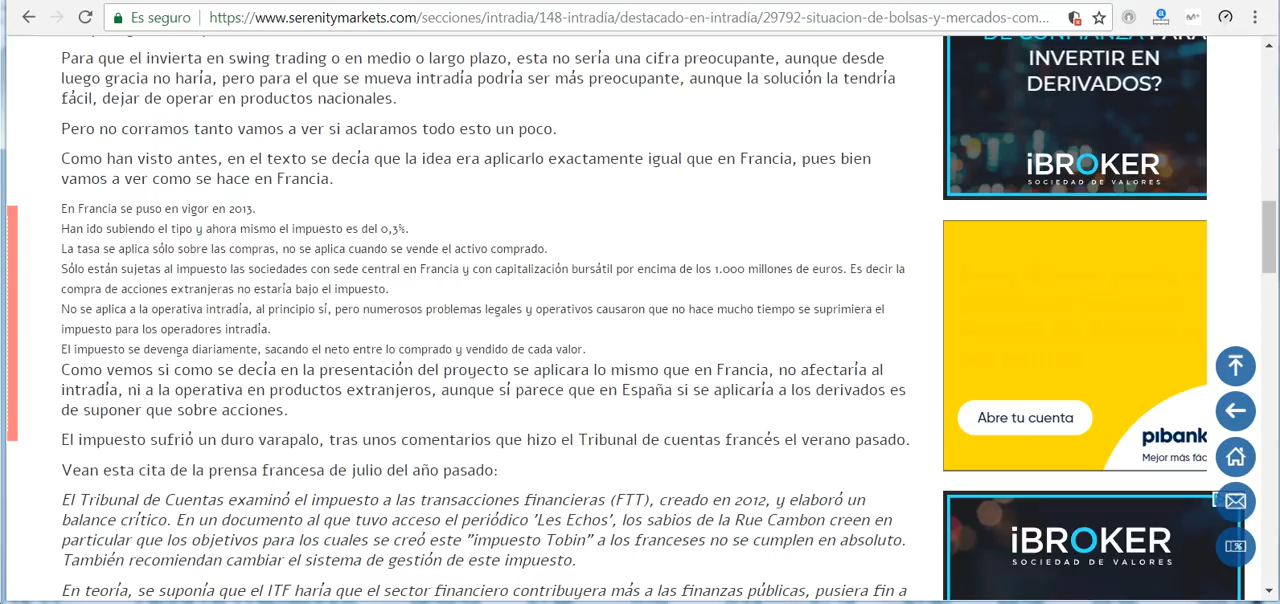 Es seguro
https://www.serenitymarkets.com/secciones/intradia/148-intradía/destacado-en-intradía/29792-situacion-de-bolsas-y-mercados-com...
Para que el invierta en swing trading o en medio o largo plazo, esta no sería una cifra preocupante, aunque desde
luego gracia no haría, pero para el que se mueva intradía podría ser más preocupante, aunque la solución la tendría
fácil, dejar de operar en productos nacionales.
Pero no corramos tanto vamos a ver si aclaramos todo esto un poco.
Como han visto antes, en el texto se decía que la idea era aplicarlo exactamente igual que en Francia, pues bien
vamos a ver como se hace en Francia.
En Francia se puso en vigor en 2013.
Han ido subiendo el tipo y ahora mismo el impuesto es del 0,3%.
La tasa se aplica sólo sobre las compras, no se aplica cuando se vende el activo comprado.
Sólo están sujetas al impuesto las sociedades con sede central en Francia y con capitalización bursátil por encima de los 1.000 millones de euros. Es decir la
compra de acciones extranjeras no estaría bajo el impuesto.
No se aplica a la operativa intradía, al principio sí, pero numerosos problemas legales y operativos causaron que no hace mucho tiempo se suprimiera el
impuesto para los operadores intradía.
El impuesto se devenga diariamente, sacando el neto entre lo comprado y vendido de cada valor.
Como vemos si como se decía en la presentación del proyecto se aplicara lo mismo que en Francia, no afectaría al
intradía, ni a la operativa en productos extranjeros, aunque sí parece que en España si se aplicaría a los derivados es
de suponer que sobre acciones.
El impuesto sufrió un duro varapalo, tras unos comentarios que hizo el Tribunal de cuentas francés el verano pasado.
Vean esta cita de la prensa francesa de julio del año pasado:
El Tribunal de Cuentas examinó el impuesto a las transacciones financieras (FTT), creado en 2012, y elaboró un
balance crítico. En un documento al que tuvo acceso el periódico 'Les Echos', los sabios de la Rue Cambon creen en
particular que los objetivos para los cuales se creó este "impuesto Tobin" a los franceses no se cumplen en absoluto.
También recomiendan cambiar el sistema de gestión de este impuesto.
En teoría, se suponía que el ITF haría que el sector financiero contribuyera más a las finanzas públicas, pusiera fin a
DE CONFIANZA PARA
INVERTIR EN
DERIVADOS?
iBROKER
SOCIEDAD DE VALORES
Abre tu cuenta
pibank
Mejor más fác
iBROKER
SOCIEDAD DE VALORES